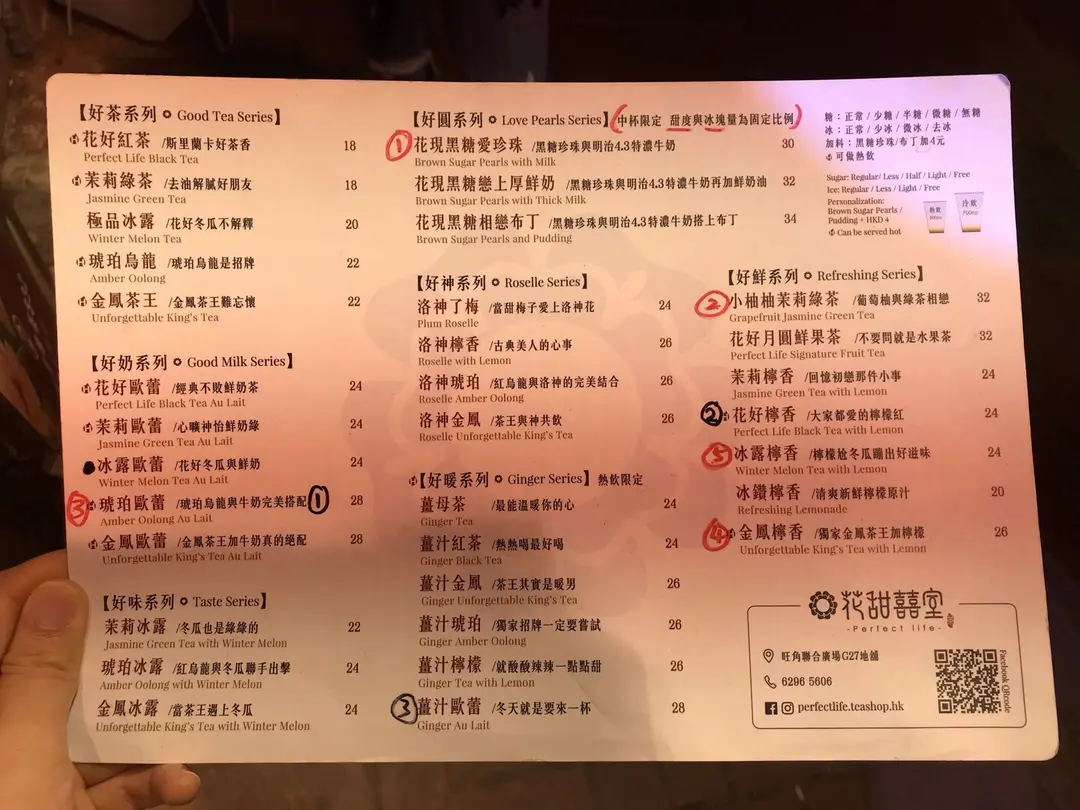 【好茶系列 Good Tea Series】
花好紅茶 /斯里蘭卡好茶香 18
Perfect Life Black Tea
茉莉綠茶 /去油解膩好朋友 18
Jasmine Green Tea
極品冰露 /花好冬瓜不解釋 20
Winter Melon Tea
琥珀烏龍 /琥珀烏龍是招牌 22
Amber Oolong
金鳳茶王 /金鳳茶王難忘懷 22
Unforgettable King's Tea
【好奶系列 Good Milk Series】
花好歐蕾 /經典不敗鮮奶茶 24
Perfect Life Black Tea Au Lait
茉莉歐蕾 /心曠神怡鮮奶綠 24
Jasmine Green Tea Au Lait
冰露歐蕾 /花好冬瓜與鮮奶 24
Winter Melon Tea Au Lait
③ 琥珀歐蕾 /琥珀烏龍與牛奶完美搭配 ① 28
Amber Oolong Au Lait
金鳳歐蕾 /金鳳茶王加牛奶真的絕配 28
Unforgettable King's Tea Au Lait
【好味系列 Taste Series】
茉莉冰露 /冬瓜也是綠綠的 22
Jasmine Green Tea with Winter Melon
琥珀冰露 /紅烏龍與冬瓜聯手出擊 24
Amber Oolong with Winter Melon
金鳳冰露 /當茶王遇上冬瓜 24
Unforgettable King's Tea with Winter Melon
【好圓系列 Love Pearls Series】(中杯限定 甜度與冰塊量為固定比例)
① 花現黑糖愛珍珠 /黑糖珍珠與明治4.3特濃牛奶 30
Brown Sugar Pearls with Milk
花現黑糖戀上厚鮮奶 /黑糖珍珠與明治4.3特濃牛奶再加鮮奶油 32
Brown Sugar Pearls with Thick Milk
花現黑糖相戀布丁 /黑糖珍珠與明治4.3特濃牛奶搭上布丁 34
Brown Sugar Pearls and Pudding
【好神系列 Roselle Series】
洛神了梅 /當甜梅子愛上洛神花 24
Plum Roselle
洛神檸香 /古典美人的心事 26
Roselle with Lemon
洛神琥珀 /紅烏龍與洛神的完美結合 26
Roselle Amber Oolong
洛神金鳳 /茶王與神共飲 26
Roselle Unforgettable King's Tea
【好暖系列 Ginger Series】熱飲限定
薑母茶 /最能溫暖你的心 24
Ginger Tea
薑汁紅茶 /熱熱喝最好喝 24
Ginger Black Tea
薑汁金鳳 /茶王其實是暖男 26
Ginger Unforgettable King's Tea
薑汁琥珀 /獨家招牌一定要嘗試 26
Ginger Amber Oolong
薑汁檸檬 /就酸酸辣辣一點點甜 26
Ginger Tea with Lemon
③ 薑汁歐蕾 /冬天就是要來一杯 28
Ginger Au Lait
糖：正常 / 少糖 / 半糖 / 微糖 / 無糖
冰：正常 / 少冰 / 微冰 / 去冰
加料：黑糖珍珠/布丁加4元
可做熱飲
Sugar: Regular/ Less / Half / Light / Free
Ice: Regular / Less / Light / Free
Personalization:
Brown Sugar Pearls /
Pudding + HKD 4
Can be served hot
熱飲
冷飲
700cc
【好鮮系列 Refreshing Series】
② 小柚柚茉莉綠茶 /葡萄柚與綠茶相戀 32
Grapefruit Jasmine Green Tea
花好月圓鮮果茶 /不要問就是水果茶 32
Perfect Life Signature Fruit Tea
茉莉檸香 /回憶初戀那件小事 24
Jasmine Green Tea with Lemon
② 花好檸香 /大家都愛的檸檬紅 24
Perfect Life Black Tea with Lemon
⑤ 冰露檸香 /檸檬尬冬瓜蹦出好滋味 24
Winter Melon Tea with Lemon
冰鑽檸香 /清爽新鮮檸檬原汁 20
Refreshing Lemonade
④ 金鳳檸香 /獨家金鳳茶王加檸檬 26
Unforgettable King's Tea with Lemon
花甜囍室
-Perfect life-
旺角聯合廣場G27地舖
6296 5606
perfectlife.teashop.hk
Facebook QRcode